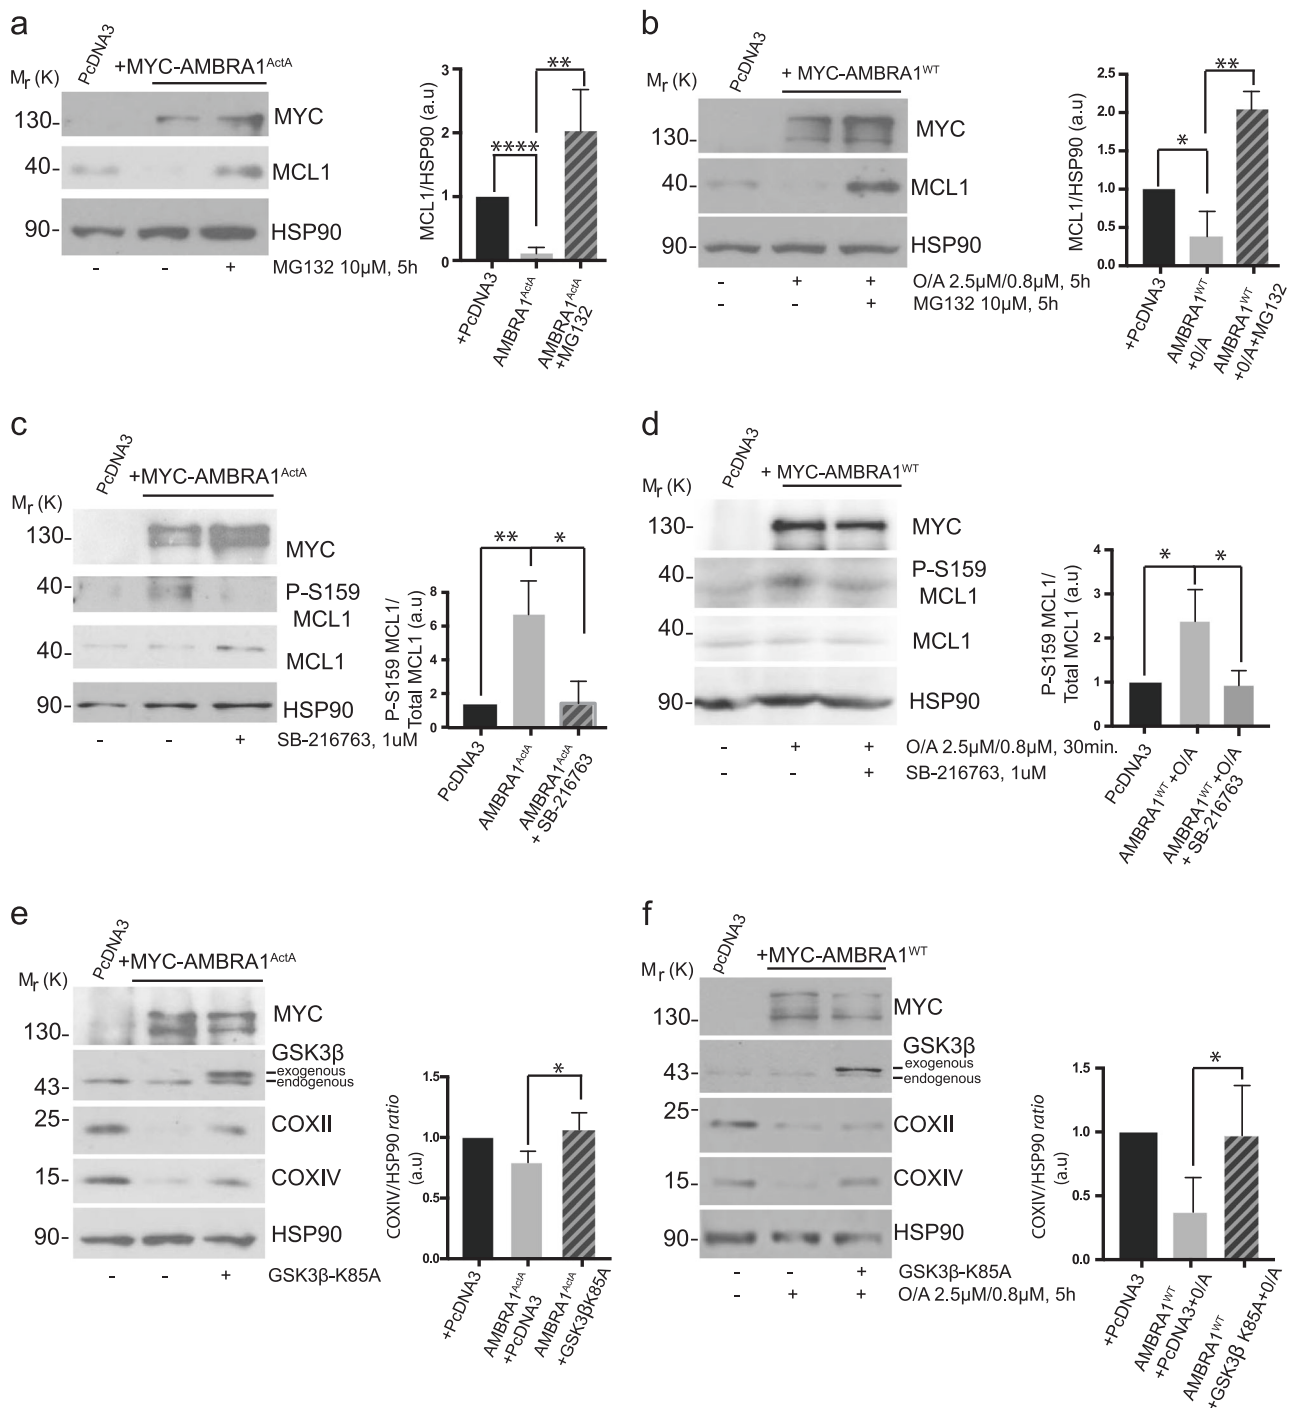 a
PcDNA3
+MYC-AMBRA1ActA
Mr (K)
130-
MYC
40-
MCL1
90-
HSP90
- - +
MG132 10µM, 5h
MCL1/HSP90 (a.u)
3
2
1
0
****
**
+PcDNA3
AMBRA1ActA
AMBRA1ActA
+MG132
b
PcDNA3
+ MYC-AMBRA1WT
Mr (K)
130-
MYC
40-
MCL1
90-
HSP90
- + + O/A 2.5µM/0.8µM, 5h
- - + MG132 10µM, 5h
MCL1/HSP90 (a.u)
2.5
2.0
1.5
1.0
0.5
0.0
*
**
+PcDNA3
AMBRA1WT
+0/A
AMBRA1WT
+0/A+MG132
c
PcDNA3
+MYC-AMBRA1ActA
Mr (K)
130-
MYC
40-
P-S159
MCL1
40-
MCL1
90-
HSP90
- - + SB-216763, 1uM
P-S159 MCL1/
Total MCL1 (a.u)
8
6
4
2
0
**
*
PcDNA3
AMBRA1ActA
AMBRA1ActA
+ SB-216763
d
PcDNA3
+ MYC-AMBRA1WT
Mr (K)
130-
MYC
40-
P-S159
MCL1
40-
MCL1
90-
HSP90
- + + O/A 2.5µM/0.8µM, 30min.
- - + SB-216763, 1uM
P-S159 MCL1/
Total MCL1 (a.u)
4
3
2
1
0
*
*
PcDNA3
AMBRA1WT+O/A
AMBRA1WT+O/A
+ SB-216763
e
PcDNA3
+MYC-AMBRA1ActA
Mr (K)
130-
MYC
GSK3β
exogenous
endogenous
43-
25-
COXII
15-
COXIV
90-
HSP90
- - + GSK3β-K85A
COXIV/HSP90 ratio
(a.u)
1.5
1.0
0.5
0.0
*
+PcDNA3
AMBRA1ActA
+PcDNA3
AMBRA1ActA
+GSK3βK85A
f
pcDNA3
+MYC-AMBRA1WT
Mr (K)
130-
MYC
GSK3β
exogenous
endogenous
43-
25-
COXII
15-
COXIV
90-
HSP90
- - + GSK3β-K85A
- + + O/A 2.5µM/0.8µM, 5h
COXIV/HSP90 ratio
(a.u)
1.5
1.0
0.5
0.0
*
+PcDNA3
AMBRA1WT
+PcDNA3+0/A
AMBRA1WT
+GSK3β K85A+0/A